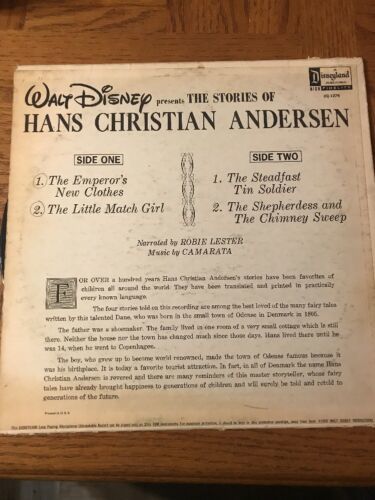 WALT DISNEY presents THE STORIES OF
Disneyland
HIGH FIDELITY
DQ-1276
HANS CHRISTIAN ANDERSEN
SIDE ONE
1. The Emperor's
New Clothes
2. The Little Match Girl
SIDE TWO
1. The Steadfast
Tin Soldier
2. The Shepherdess and
The Chimney Sweep
Narrated by ROBIE LESTER
Music by CAMARATA
FOR OVER a hundred years Hans Christian Andersen's stories have been favorites of
children all around the world. They have been translated and printed in practically
every known language.
The four stories told on this recording are among the best loved of the many fairy tales
written by this talented Dane, who was born in the small town of Odense in Denmark in 1805.
The father was a shoemaker. The family lived in one room of a very small cottage which is still
there. Neither the house nor the town has changed much since those days. Hans lived there until he
was 14, when he went to Copenhagen.
The boy, who grew up to become world renowned, made the town of Odense famous because it
was his birthplace. It is today a favorite tourist attraction. In fact, in all of Denmark the name Hans
Christian Andersen is revered and there are many reminders of this master storyteller, whose fairy
tales have already brought happiness to generations of children and will surely be told and retold to
generations of the future.
Printed in U.S.A.